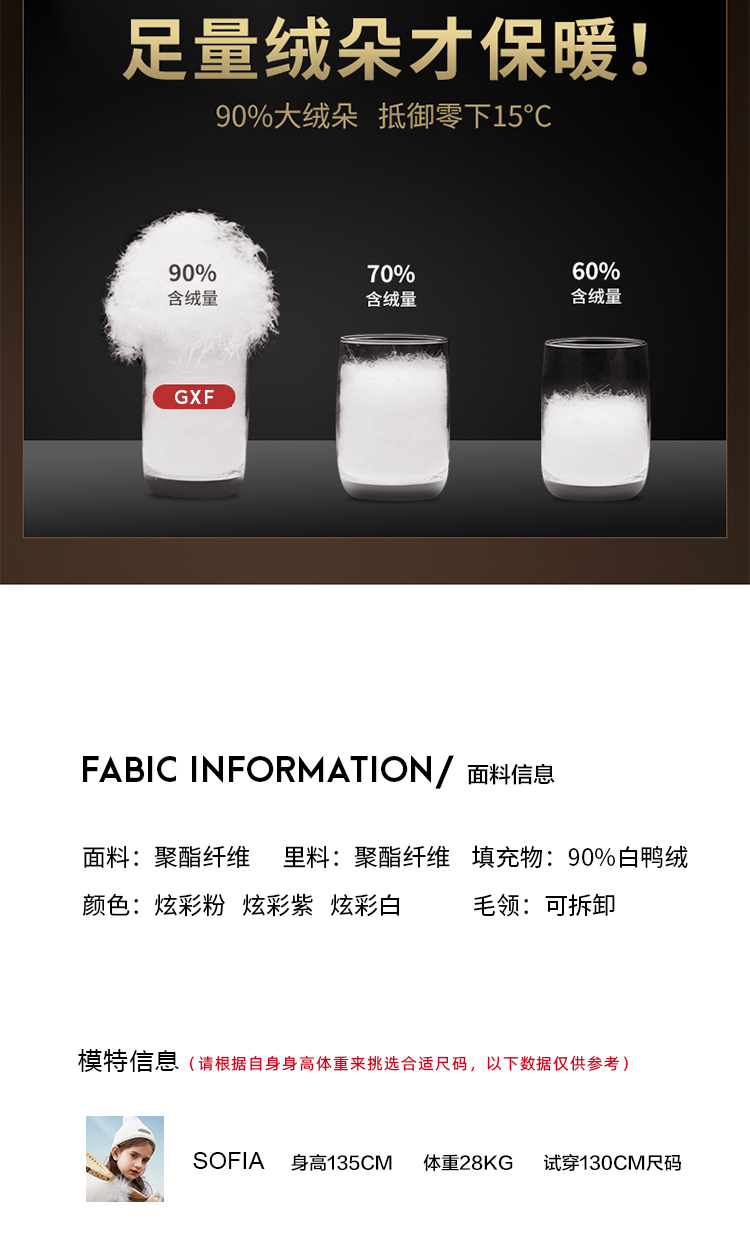 足量绒朵才保暖！
90%大绒朵 抵御零下15°C
90% 70% 60%
含绒量 含绒量 含绒量
GXF
FABIC INFORMATION/ 面料信息
面料：聚酯纤维 里料：聚酯纤维 填充物：90%白鸭绒
颜色：炫彩粉 炫彩紫 炫彩白 毛领：可拆卸
模特信息（请根据自身身高体重来挑选合适尺码，以下数据仅供参考）
SOFIA 身高135CM 体重28KG 试穿130CM尺码